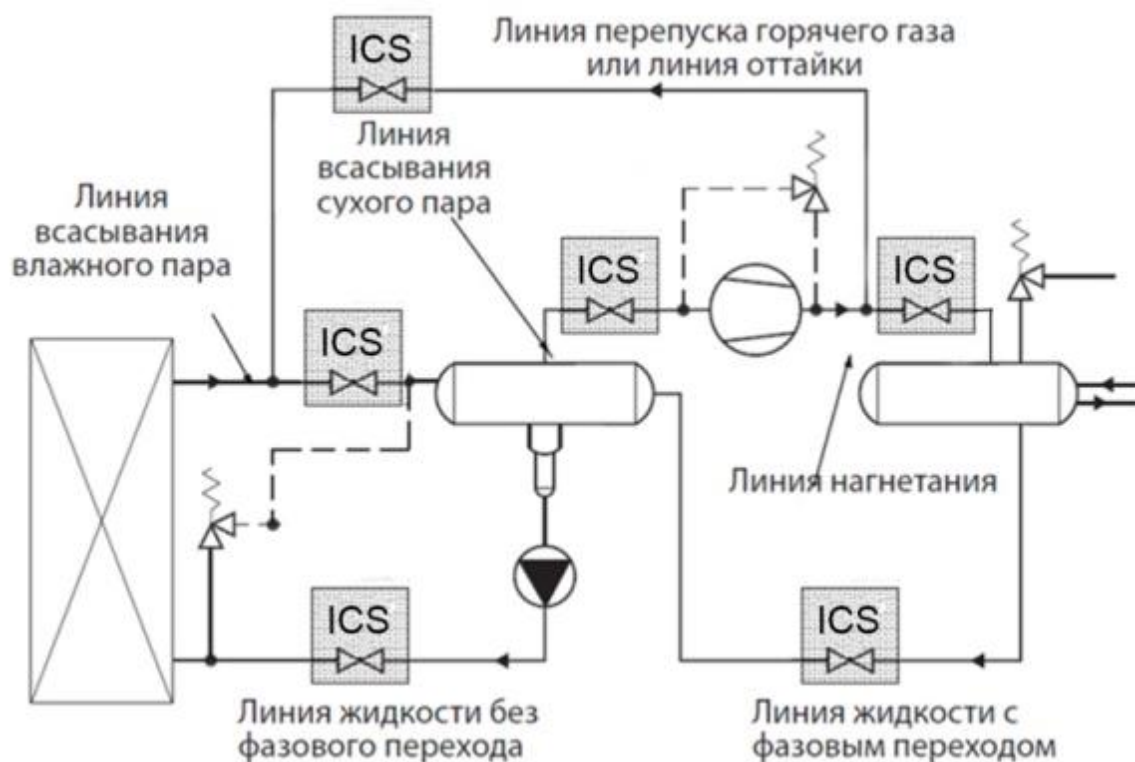 ICS
Линия перепуска горячего газа
или линия оттайки
Линия
всасывания
сухого пара
Линия
всасывания
влажного пара
ICS
ICS
ICS
Линия нагнетания
ICS
ICS
Линия жидкости без
фазового перехода
Линия жидкости с
фазовым переходом